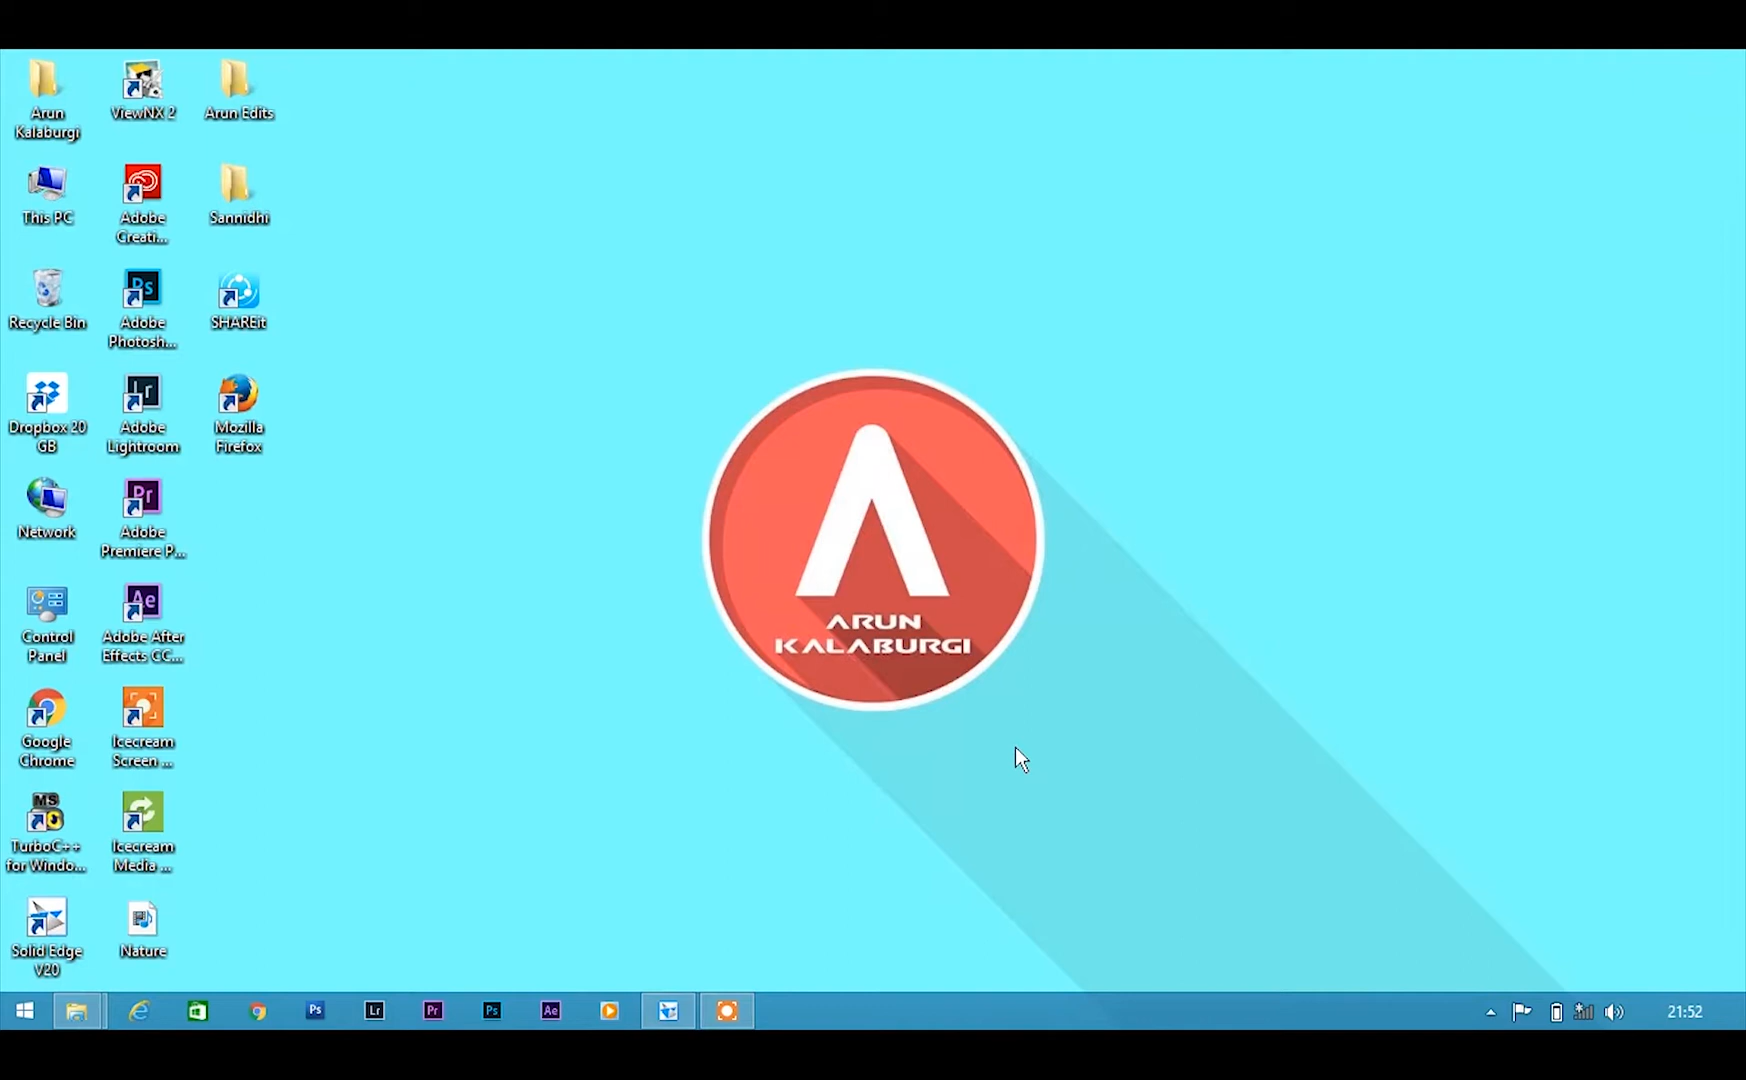 Arun
Kalaburgi
ViewNX 2
Arun Edits
This PC
Adobe
Creati...
Sannidhi
Recycle Bin
Ps
Adobe
Photosh...
SHAREit
Dropbox 20
GB
Lr
Adobe
Lightroom
Mozilla
Firefox
Network
Pr
Adobe
Premiere P...
Control
Panel
Ae
Adobe After
Effects CC...
Google
Chrome
Icecream
Screen ...
MS
TurboC++
for Windo...
Icecream
Media ...
Solid Edge
V20
Nature
ARUN
KALABURGI
Ps
Lr
Pr
Ps
Ae
21:52